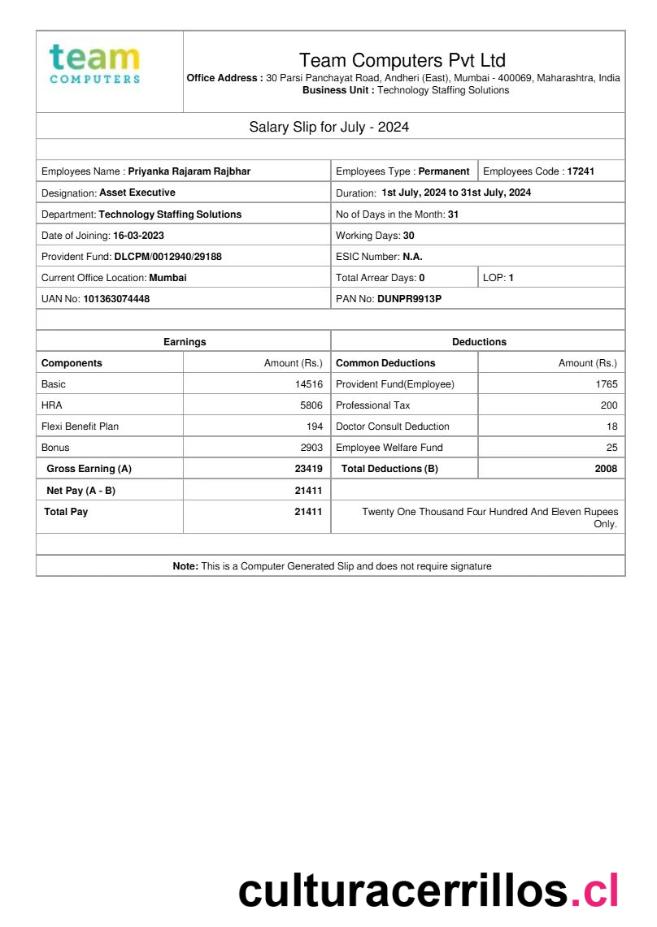 team
COMPUTERS
Team Computers Pvt Ltd
Office Address : 30 Parsi Panchayat Road, Andheri (East), Mumbai - 400069, Maharashtra, India
Business Unit : Technology Staffing Solutions
Salary Slip for July - 2024
Employees Name : Priyanka Rajaram Rajbhar Employees Type : Permanent Employees Code : 17241
Designation: Asset Executive Duration: 1st July, 2024 to 31st July, 2024
Department: Technology Staffing Solutions No of Days in the Month: 31
Date of Joining: 16-03-2023 Working Days: 30
Provident Fund: DLCPM/0012940/29188 ESIC Number: N.A.
Current Office Location: Mumbai Total Arrear Days: 0 LOP: 1
UAN No: 101363074448 PAN No: DUNPR9913P
Earnings Deductions
Components Amount (Rs.) Common Deductions Amount (Rs.)
Basic 14516 Provident Fund(Employee) 1765
HRA 5806 Professional Tax 200
Flexi Benefit Plan 194 Doctor Consult Deduction 18
Bonus 2903 Employee Welfare Fund 25
Gross Earning (A) 23419 Total Deductions (B) 2008
Net Pay (A - B) 21411
Total Pay 21411 Twenty One Thousand Four Hundred And Eleven Rupees
Only.
Note: This is a Computer Generated Slip and does not require signature
culturacerrillos.cl